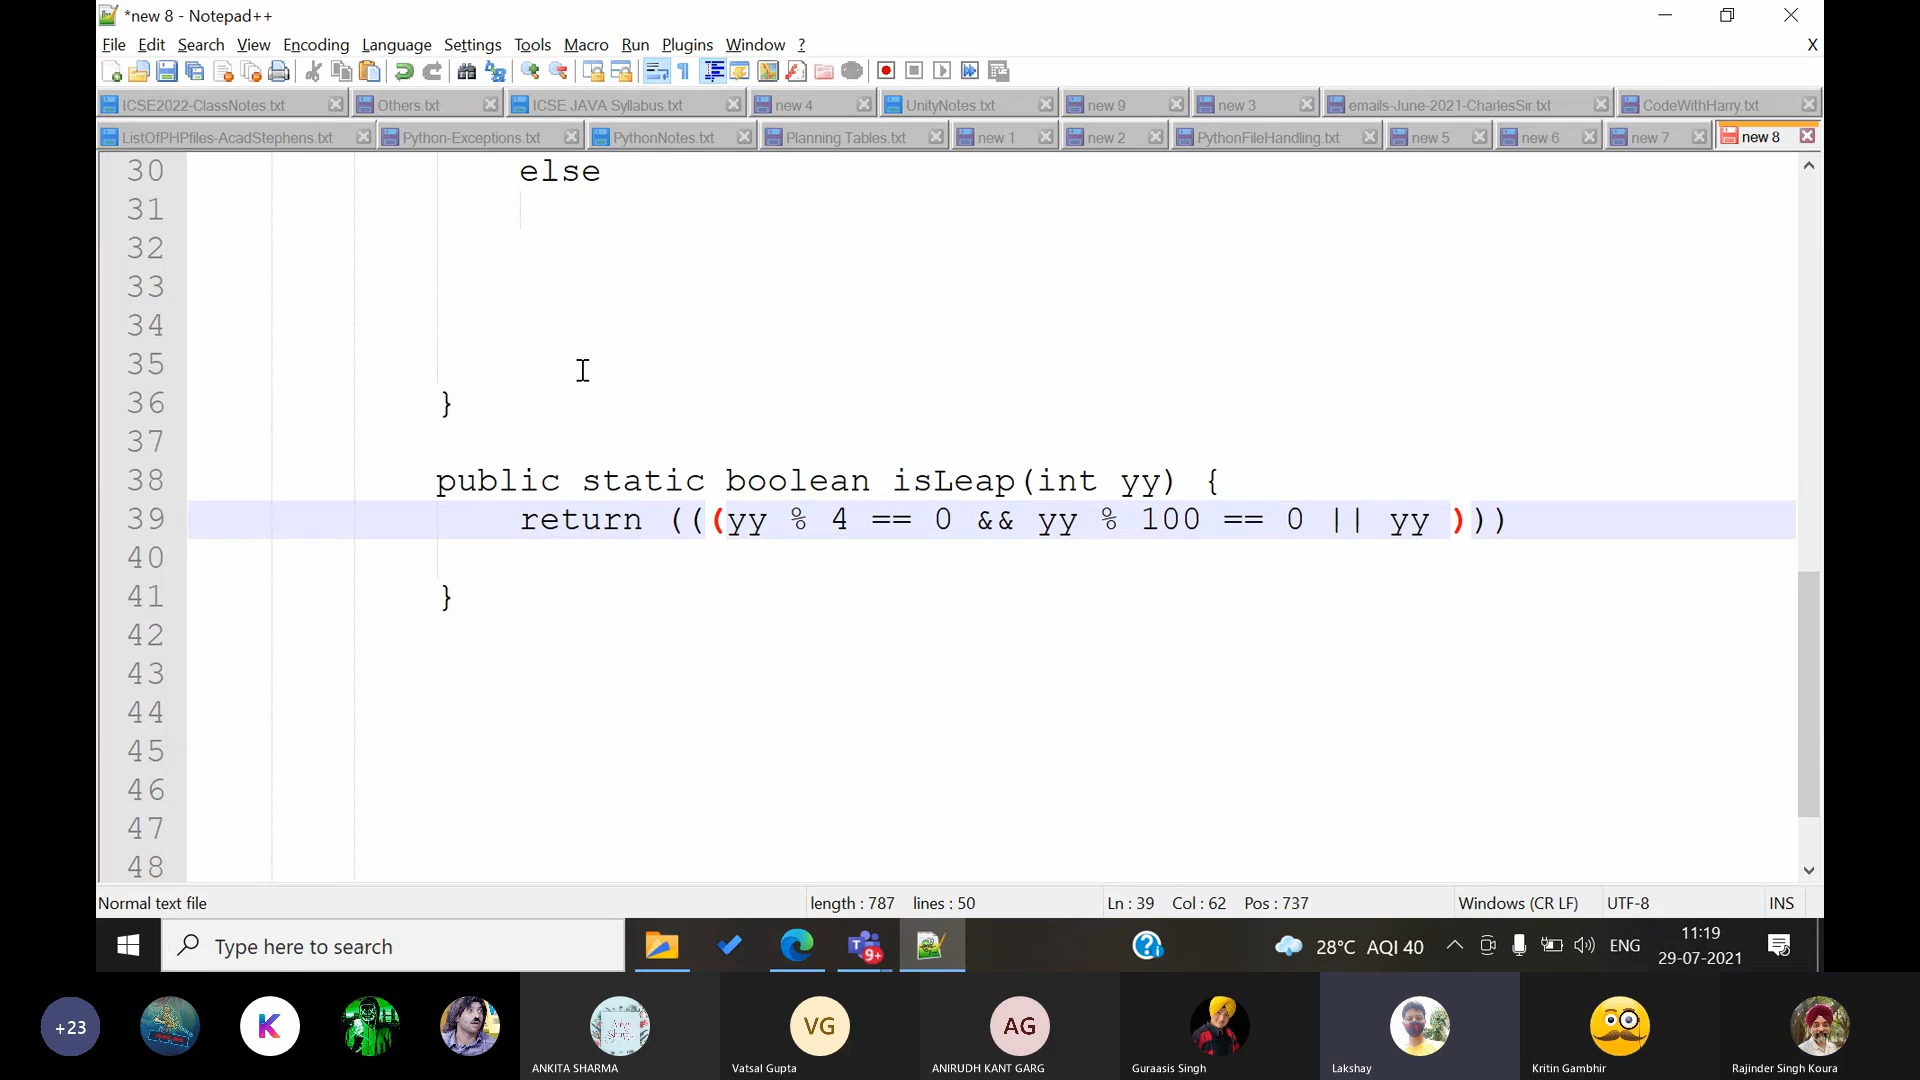 *new 8 - Notepad++
File Edit Search View Encoding Language Settings Tools Macro Run Plugins Window ? X
ICSE2022-ClassNotes.txt Others.txt ICSE JAVA Syllabus.txt new 4 UnityNotes.txt new 9 new 3 emails-June-2021-CharlesSir.txt CodeWithHarry.txt
ListOfPHPfiles-AcadStephens.txt Python-Exceptions.txt PythonNotes.txt Planning Tables.txt new 1 new 2 PythonFileHandling.txt new 5 new 6 new 7 new 8
30 else
31
32
33
34
35
36 }
37
38 public static boolean isLeap(int yy) {
39 return (((yy % 4 == 0 && yy % 100 == 0 || yy )))
40
41 }
42
43
44
45
46
47
48
Normal text file length : 787 lines : 50 Ln : 39 Col : 62 Pos : 737 Windows (CR LF) UTF-8 INS
Type here to search 9+ 28°C AQI 40 ENG 11:19
29-07-2021
+23 K VG AG
ANKITA SHARMA Vatsal Gupta ANIRUDH KANT GARG Guraasis Singh Lakshay Kritin Gambhir Rajinder Singh Koura